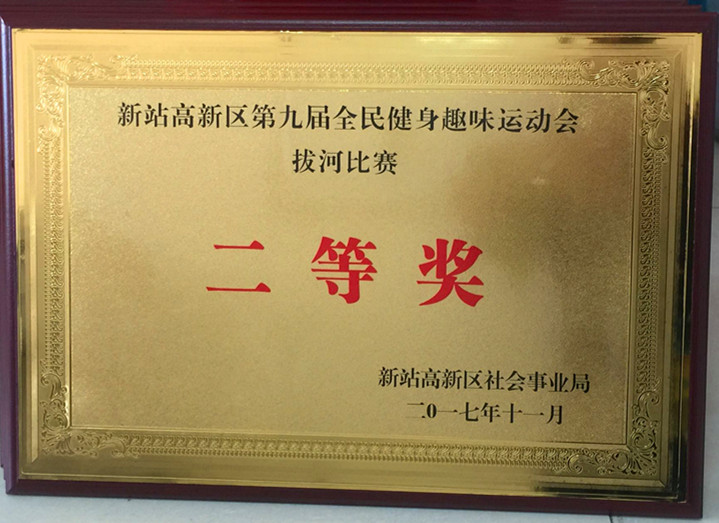 新站高新区第九届全民健身趣味运动会
拔河比赛
二等奖
新站高新区社会事业局
二0一七年十一月